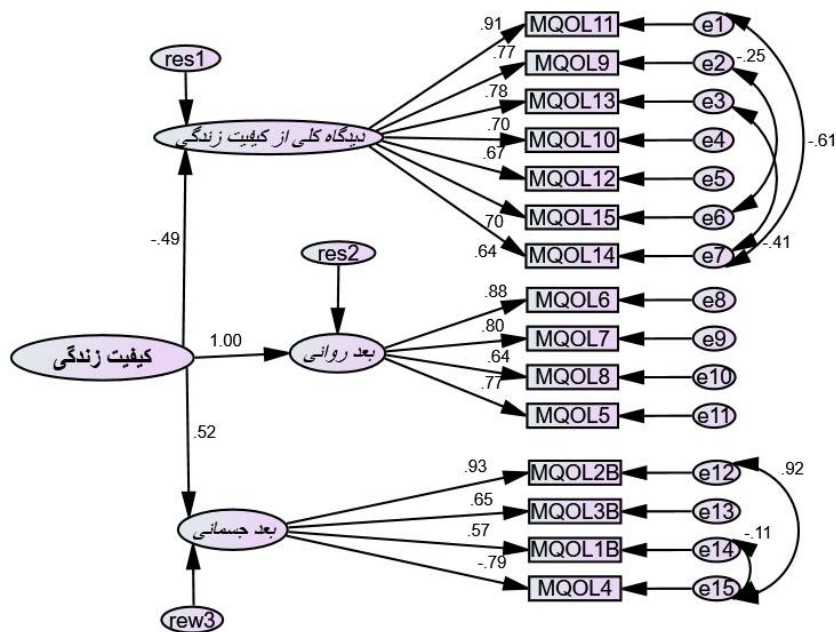 .91
MQOL11
e1
.77
MQOL9
e2
-.25
res1
.78
MQOL13
e3
دیدگاه کلی از کیفیت زندگی
.70
MQOL10
e4
-.61
.67
MQOL12
e5
.70
MQOL15
e6
.64
MQOL14
e7
-.41
-.49
res2
.88
MQOL6
e8
.80
MQOL7
e9
کیفیت زندگی
1.00
بعد روانی
.64
MQOL8
e10
.77
MQOL5
e11
.52
.93
MQOL2B
e12
.92
.65
MQOL3B
e13
بعد جسمانی
.57
MQOL1B
e14
-.11
-.79
MQOL4
e15
rew3